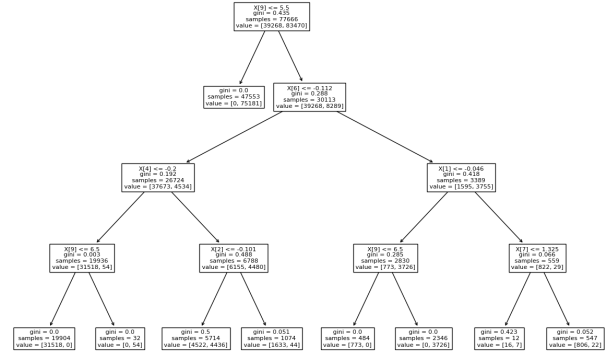 X[9] <= 5.5
gini = 0.435
samples = 77666
value = [39268, 83470]
gini = 0.0
samples = 47553
value = [0, 75181]
X[6] <= -0.112
gini = 0.288
samples = 30113
value = [39268, 8289]
X[4] <= -0.2
gini = 0.192
samples = 26724
value = [37673, 4534]
X[1] <= -0.046
gini = 0.418
samples = 3389
value = [1595, 3755]
X[9] <= 6.5
gini = 0.003
samples = 19936
value = [31518, 54]
X[2] <= -0.101
gini = 0.488
samples = 6788
value = [6155, 4480]
X[9] <= 6.5
gini = 0.285
samples = 2830
value = [773, 3726]
X[7] <= 1.325
gini = 0.066
samples = 559
value = [822, 29]
gini = 0.0
samples = 19904
value = [31518, 0]
gini = 0.0
samples = 32
value = [0, 54]
gini = 0.5
samples = 5714
value = [4522, 4436]
gini = 0.051
samples = 1074
value = [1633, 44]
gini = 0.0
samples = 484
value = [773, 0]
gini = 0.0
samples = 2346
value = [0, 3726]
gini = 0.423
samples = 12
value = [16, 7]
gini = 0.052
samples = 547
value = [806, 22]